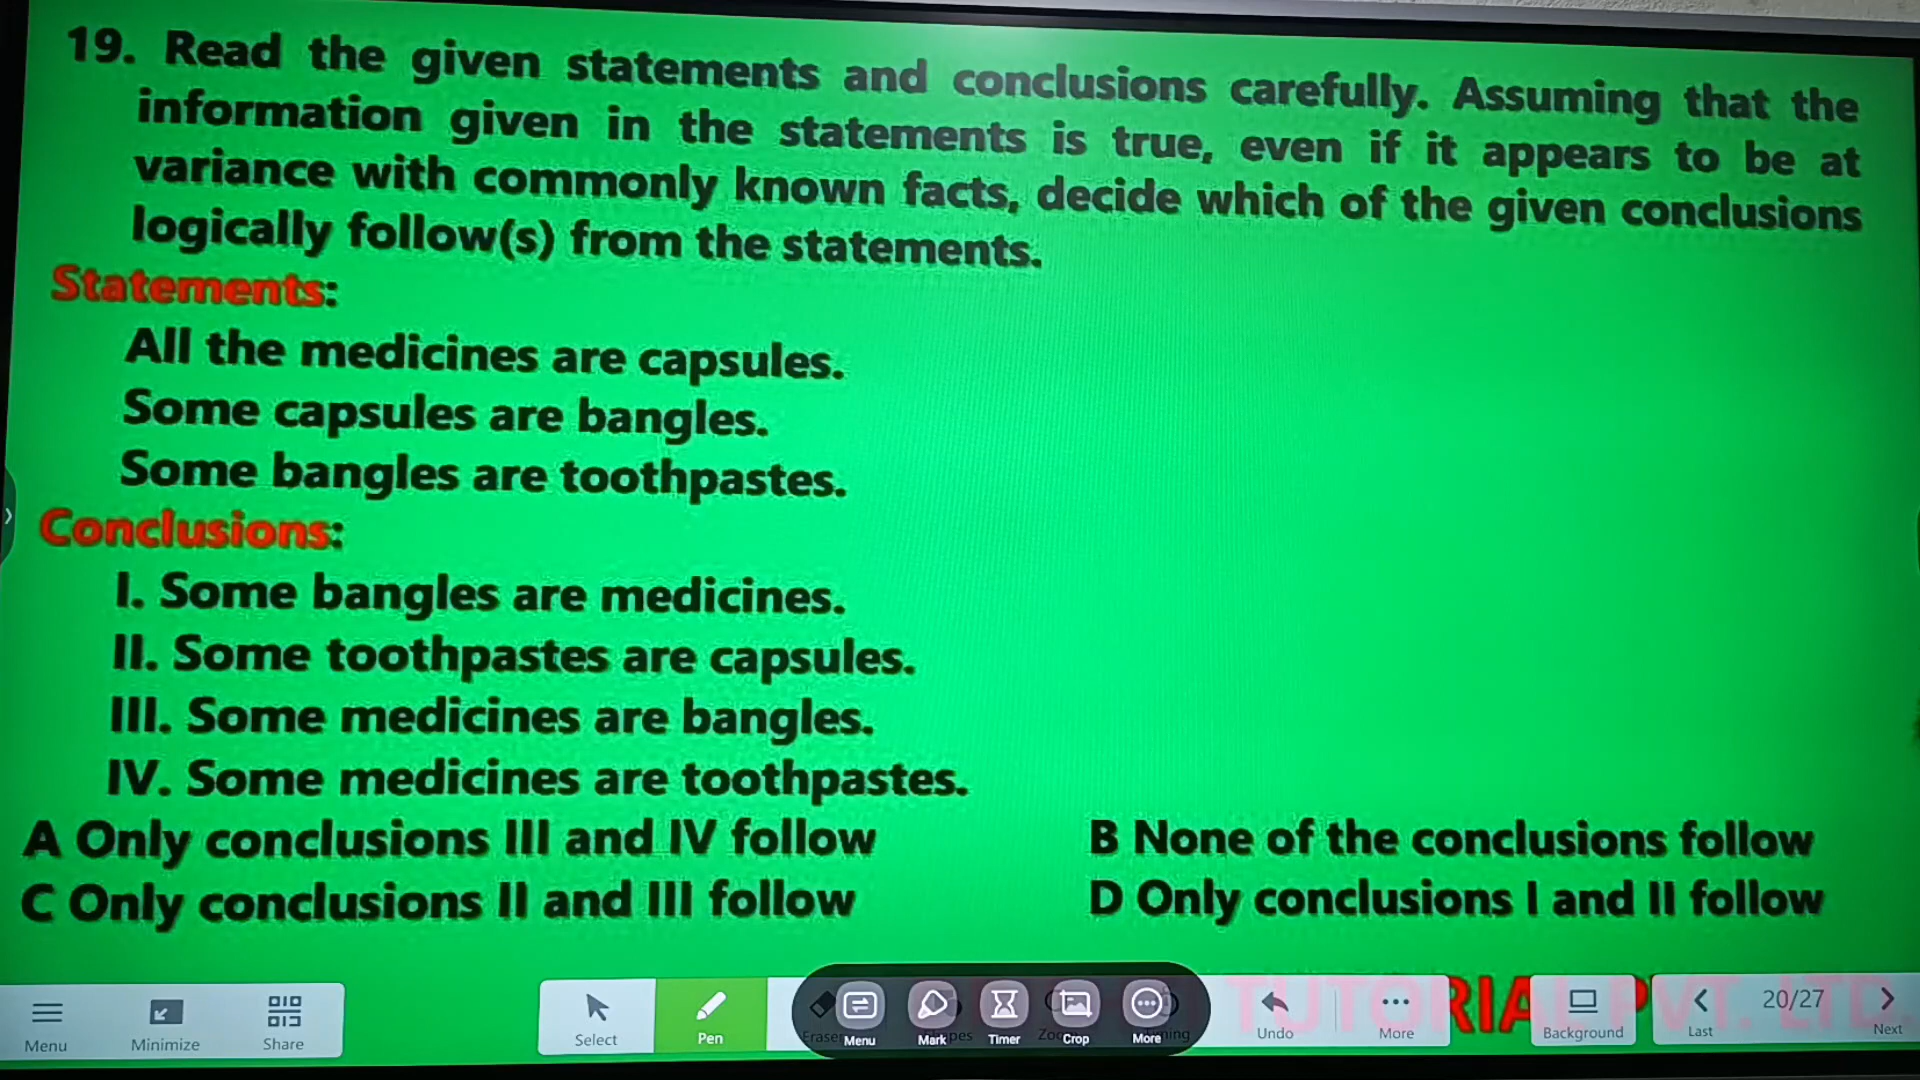 19. Read the given statements and conclusions carefully. Assuming that the
information given in the statements is true, even if it appears to be at
variance with commonly known facts, decide which of the given conclusions
logically follow(s) from the statements.
Statements:
All the medicines are capsules.
Some capsules are bangles.
Some bangles are toothpastes.
Conclusions:
I. Some bangles are medicines.
II. Some toothpastes are capsules.
III. Some medicines are bangles.
IV. Some medicines are toothpastes.
A Only conclusions III and IV follow
B None of the conclusions follow
C Only conclusions II and III follow
D Only conclusions I and II follow
TUTORIAL PVT. LTD.
Menu Minimize Share Select Pen Menu Mark Timer Crop More Undo More Background Last 20/27 Next